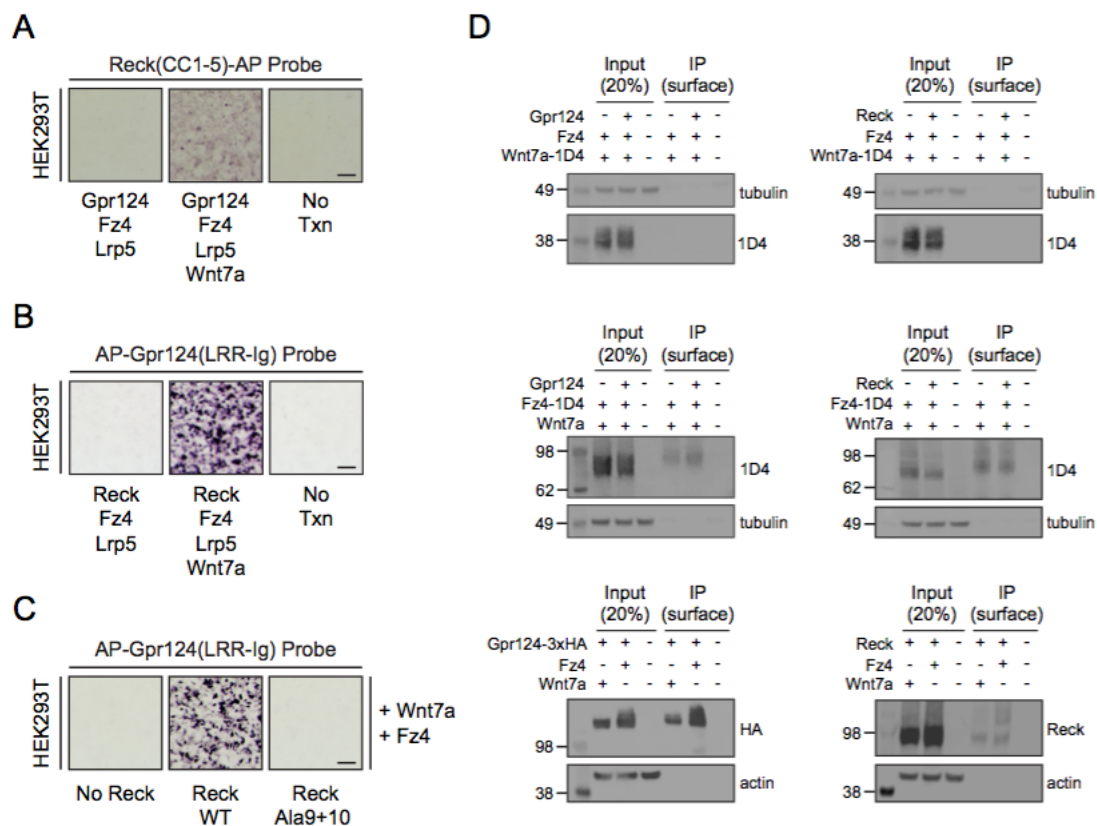 A
Reck(CC1-5)-AP Probe
HEK293T
Gpr124
Fz4
Lrp5
Gpr124
Fz4
Lrp5
Wnt7a
No
Txn
B
AP-Gpr124(LRR-Ig) Probe
HEK293T
Reck
Fz4
Lrp5
Reck
Fz4
Lrp5
Wnt7a
No
Txn
C
AP-Gpr124(LRR-Ig) Probe
HEK293T
+ Wnt7a
+ Fz4
No Reck
Reck
WT
Reck
Ala9+10
D
Input
(20%)
IP
(surface)
Gpr124 - + - - + -
Fz4 + + - + + -
Wnt7a-1D4 + + - + + -
49 tubulin
38 1D4
Input
(20%)
IP
(surface)
Reck - + - - + -
Fz4 + + - + + -
Wnt7a-1D4 + + - + + -
49 tubulin
38 1D4
Input
(20%)
IP
(surface)
Gpr124 - + - - + -
Fz4-1D4 + + - + + -
Wnt7a + + - + + -
98
62
1D4
49 tubulin
Input
(20%)
IP
(surface)
Reck - + - - + -
Fz4-1D4 + + - + + -
Wnt7a + + - + + -
98
62
1D4
49 tubulin
Input
(20%)
IP
(surface)
Gpr124-3xHA + + - + + -
Fz4 - + - - + -
Wnt7a + - - + - -
98
HA
38
actin
Input
(20%)
IP
(surface)
Reck + + - + + -
Fz4 - + - - + -
Wnt7a + - - + - -
98 Reck
38
actin